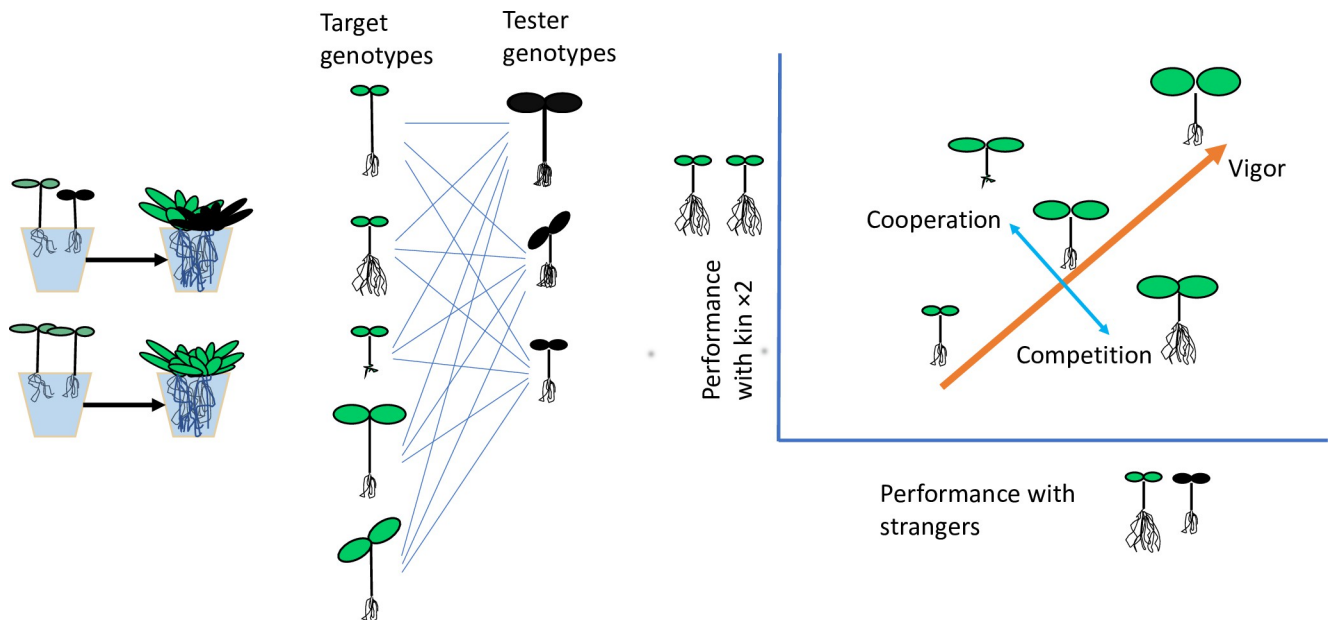 Target
genotypes
Tester
genotypes
Performance
with kin ×2
Cooperation
Vigor
Competition
Performance with
strangers